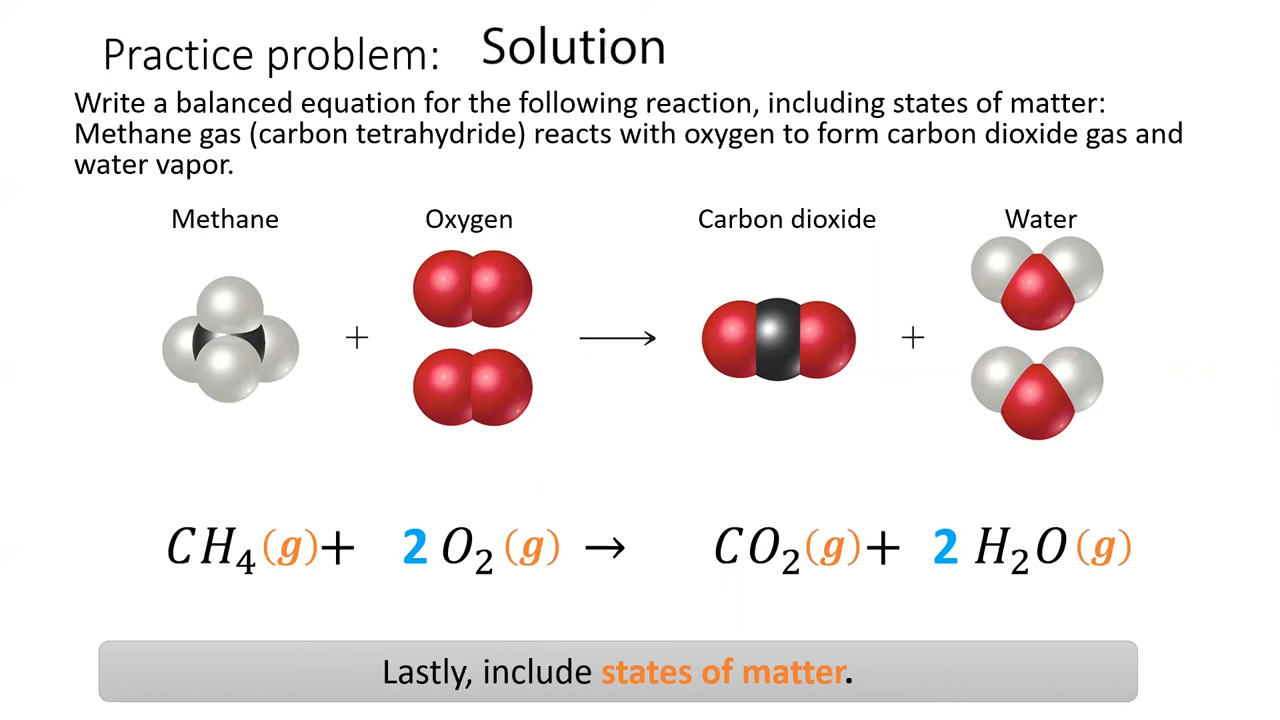 Practice problem: Solution
Write a balanced equation for the following reaction, including states of matter:
Methane gas (carbon tetrahydride) reacts with oxygen to form carbon dioxide gas and
water vapor.
Methane Oxygen Carbon dioxide Water
+ ⟶ +
CH₄(g)+ 2 O₂(g) → CO₂(g)+ 2 H₂O(g)
Lastly, include states of matter.